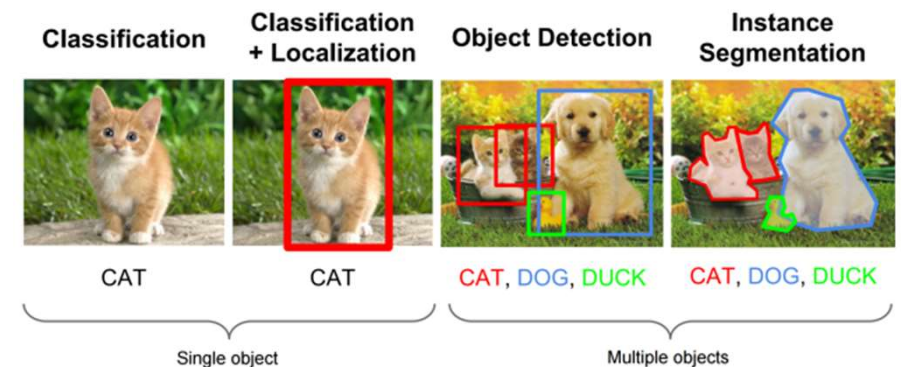 Classification
Classification
+ Localization
Object Detection
Instance
Segmentation
CAT
CAT
CAT, DOG, DUCK
CAT, DOG, DUCK
Single object
Multiple objects